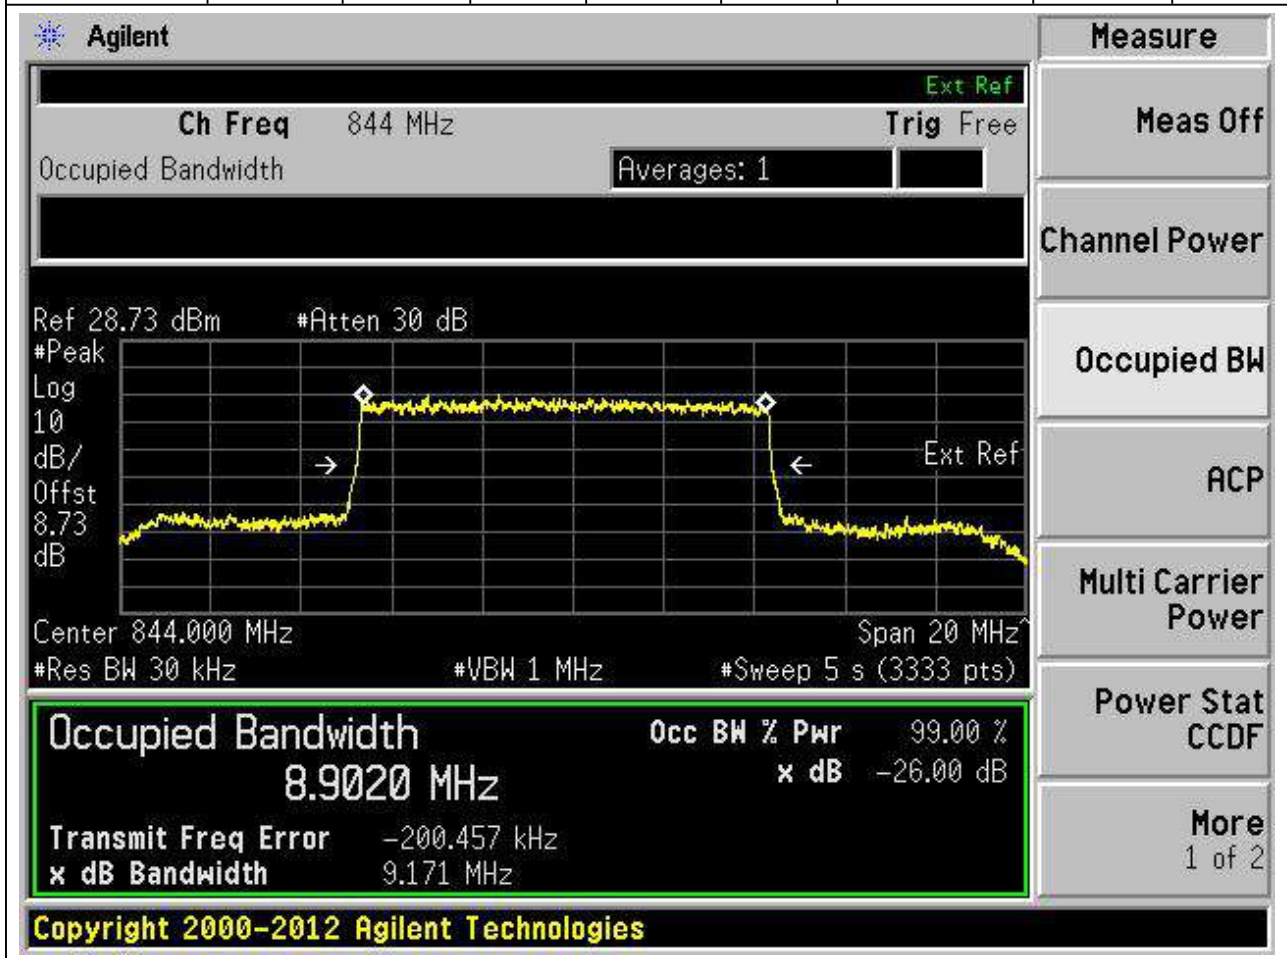 Agilent
Measure
Ext Ref
Ch Freq 844 MHz Trig Free
Meas Off
Occupied Bandwidth Averages: 1
Channel Power
Ref 28.73 dBm #Atten 30 dB
#Peak
Log
10
dB/
Offst
8.73
dB
Ext Ref
Occupied BW
ACP
Center 844.000 MHz Span 20 MHz^
#Res BW 30 kHz #VBW 1 MHz #Sweep 5 s (3333 pts)
Multi Carrier
Power
Occupied Bandwidth Occ BW % Pwr 99.00 %
8.9020 MHz x dB -26.00 dB
Transmit Freq Error -200.457 kHz
x dB Bandwidth 9.171 MHz
Power Stat
CCDF
More
1 of 2
Copyright 2000-2012 Agilent Technologies